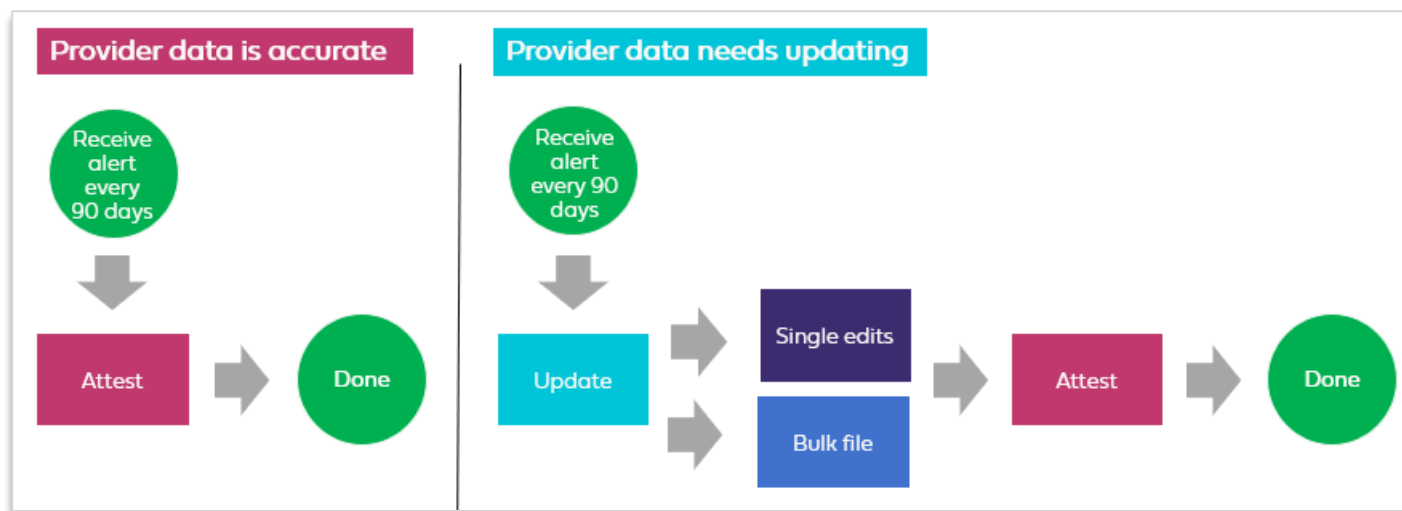 Provider data is accurate
Receive
alert
every
90 days
Attest
Done
Provider data needs updating
Receive
alert
every 90
days
Update
Single edits
Bulk file
Attest
Done